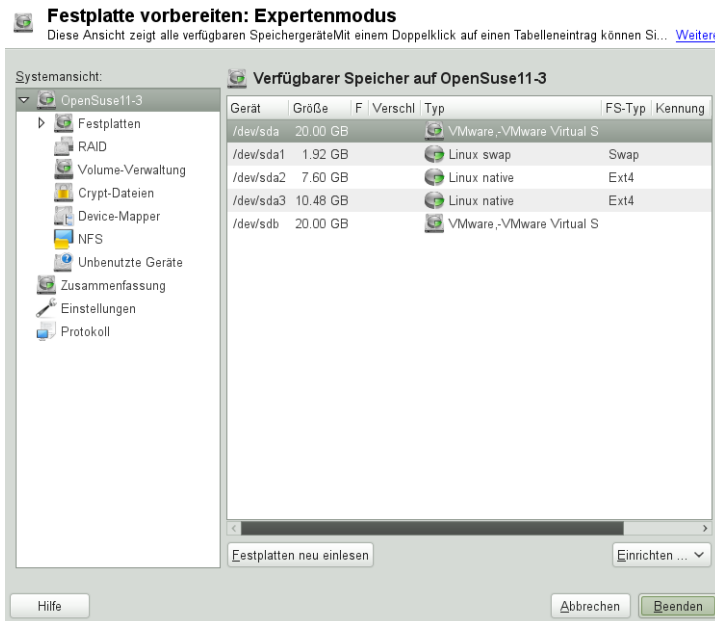 Festplatte vorbereiten: Expertenmodus
Diese Ansicht zeigt alle verfügbaren SpeichergeräteMit einem Doppelklick auf einen Tabelleneintrag können Si... Weitere
Systemansicht:
OpenSuse11-3
Festplatten
RAID
Volume-Verwaltung
Crypt-Dateien
Device-Mapper
NFS
Unbenutzte Geräte
Zusammenfassung
Einstellungen
Protokoll
Verfügbarer Speicher auf OpenSuse11-3
Gerät Größe F Verschl Typ FS-Typ Kennung
/dev/sda 20.00 GB VMware,-VMware Virtual S
/dev/sda1 1.92 GB Linux swap Swap
/dev/sda2 7.60 GB Linux native Ext4
/dev/sda3 10.48 GB Linux native Ext4
/dev/sdb 20.00 GB VMware,-VMware Virtual S
Festplatten neu einlesen Einrichten ...
Hilfe Abbrechen Beenden